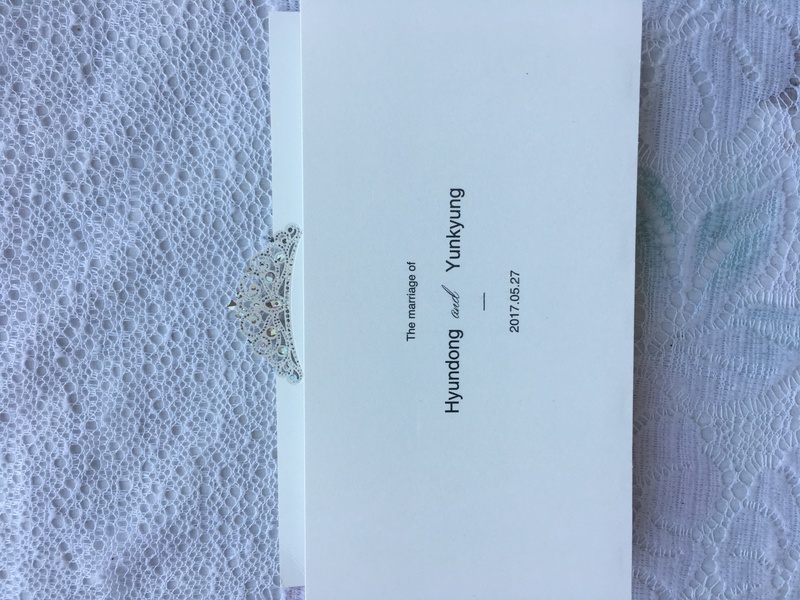 The marriage of
Hyundong and Yunkyung
2017.05.27